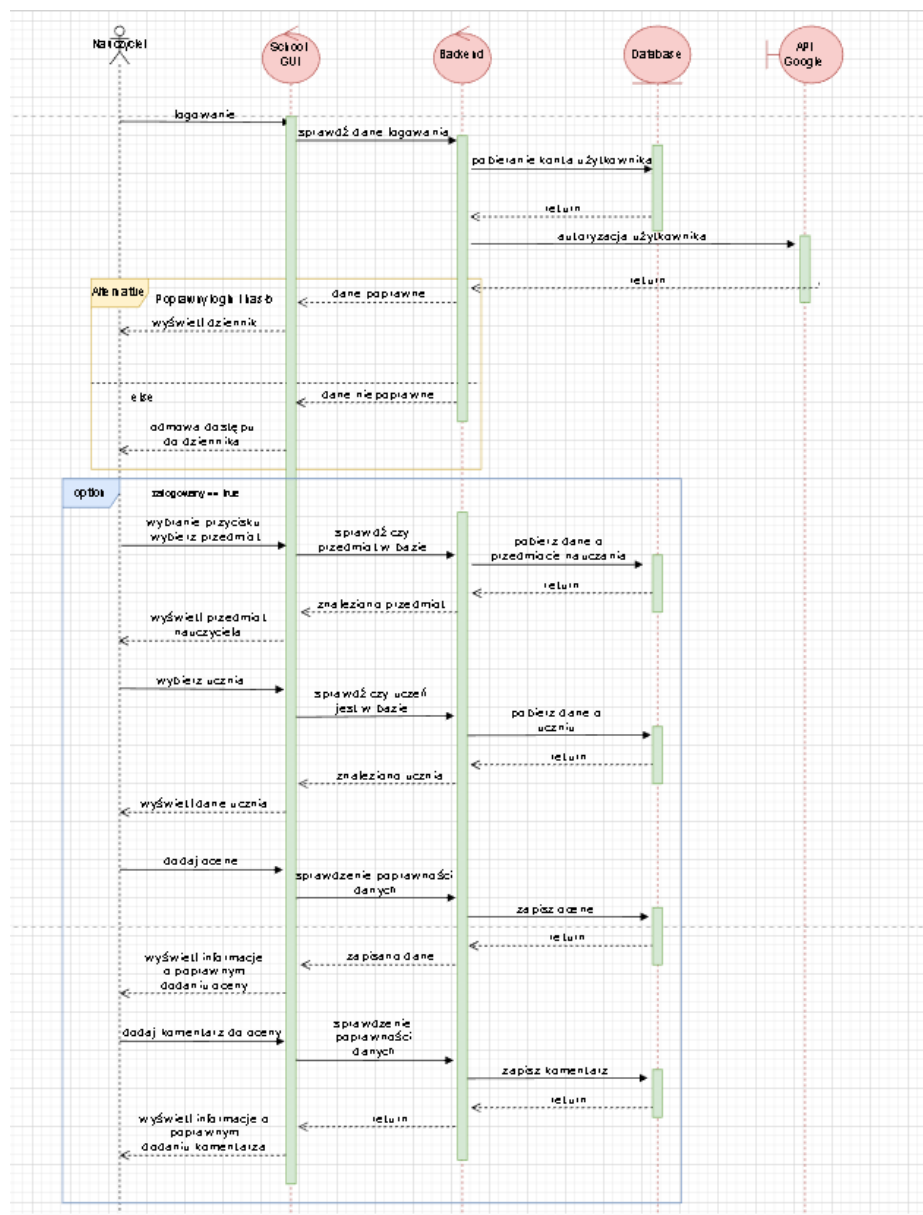 Nauczyciel
School
GUI
Backend
Database
API
Google
logowanie
sprawdź dane logowania
pobieranie konta użytkownika
return
autoryzacja użytkownika
return
Alternative
Poprawny login i hasło
dane poprawne
wyświetl dziennik
else
dane niepoprawne
odmowa dostępu
do dziennika
option
zalogowany == true
wybranie przycisku
wybierz przedmiot
sprawdź czy
przedmiot w bazie
pobierz dane o
przedmiocie nauczania
return
znaleziono przedmiot
wyświetl przedmiot
nauczyciela
wybierz ucznia
sprawdź czy uczeń
jest w bazie
pobierz dane o
uczniu
return
znaleziono ucznia
wyświetl dane ucznia
dodaj ocene
sprawdzenie poprawności
danych
zapisz ocene
return
zapisano dane
wyświetl informacje
o poprawnym
dodaniu oceny
dodaj komentarz do oceny
sprawdzenie
poprawności
danych
zapisz komentarz
return
return
wyświetl informacje o
poprawnym
dodaniu komentarza